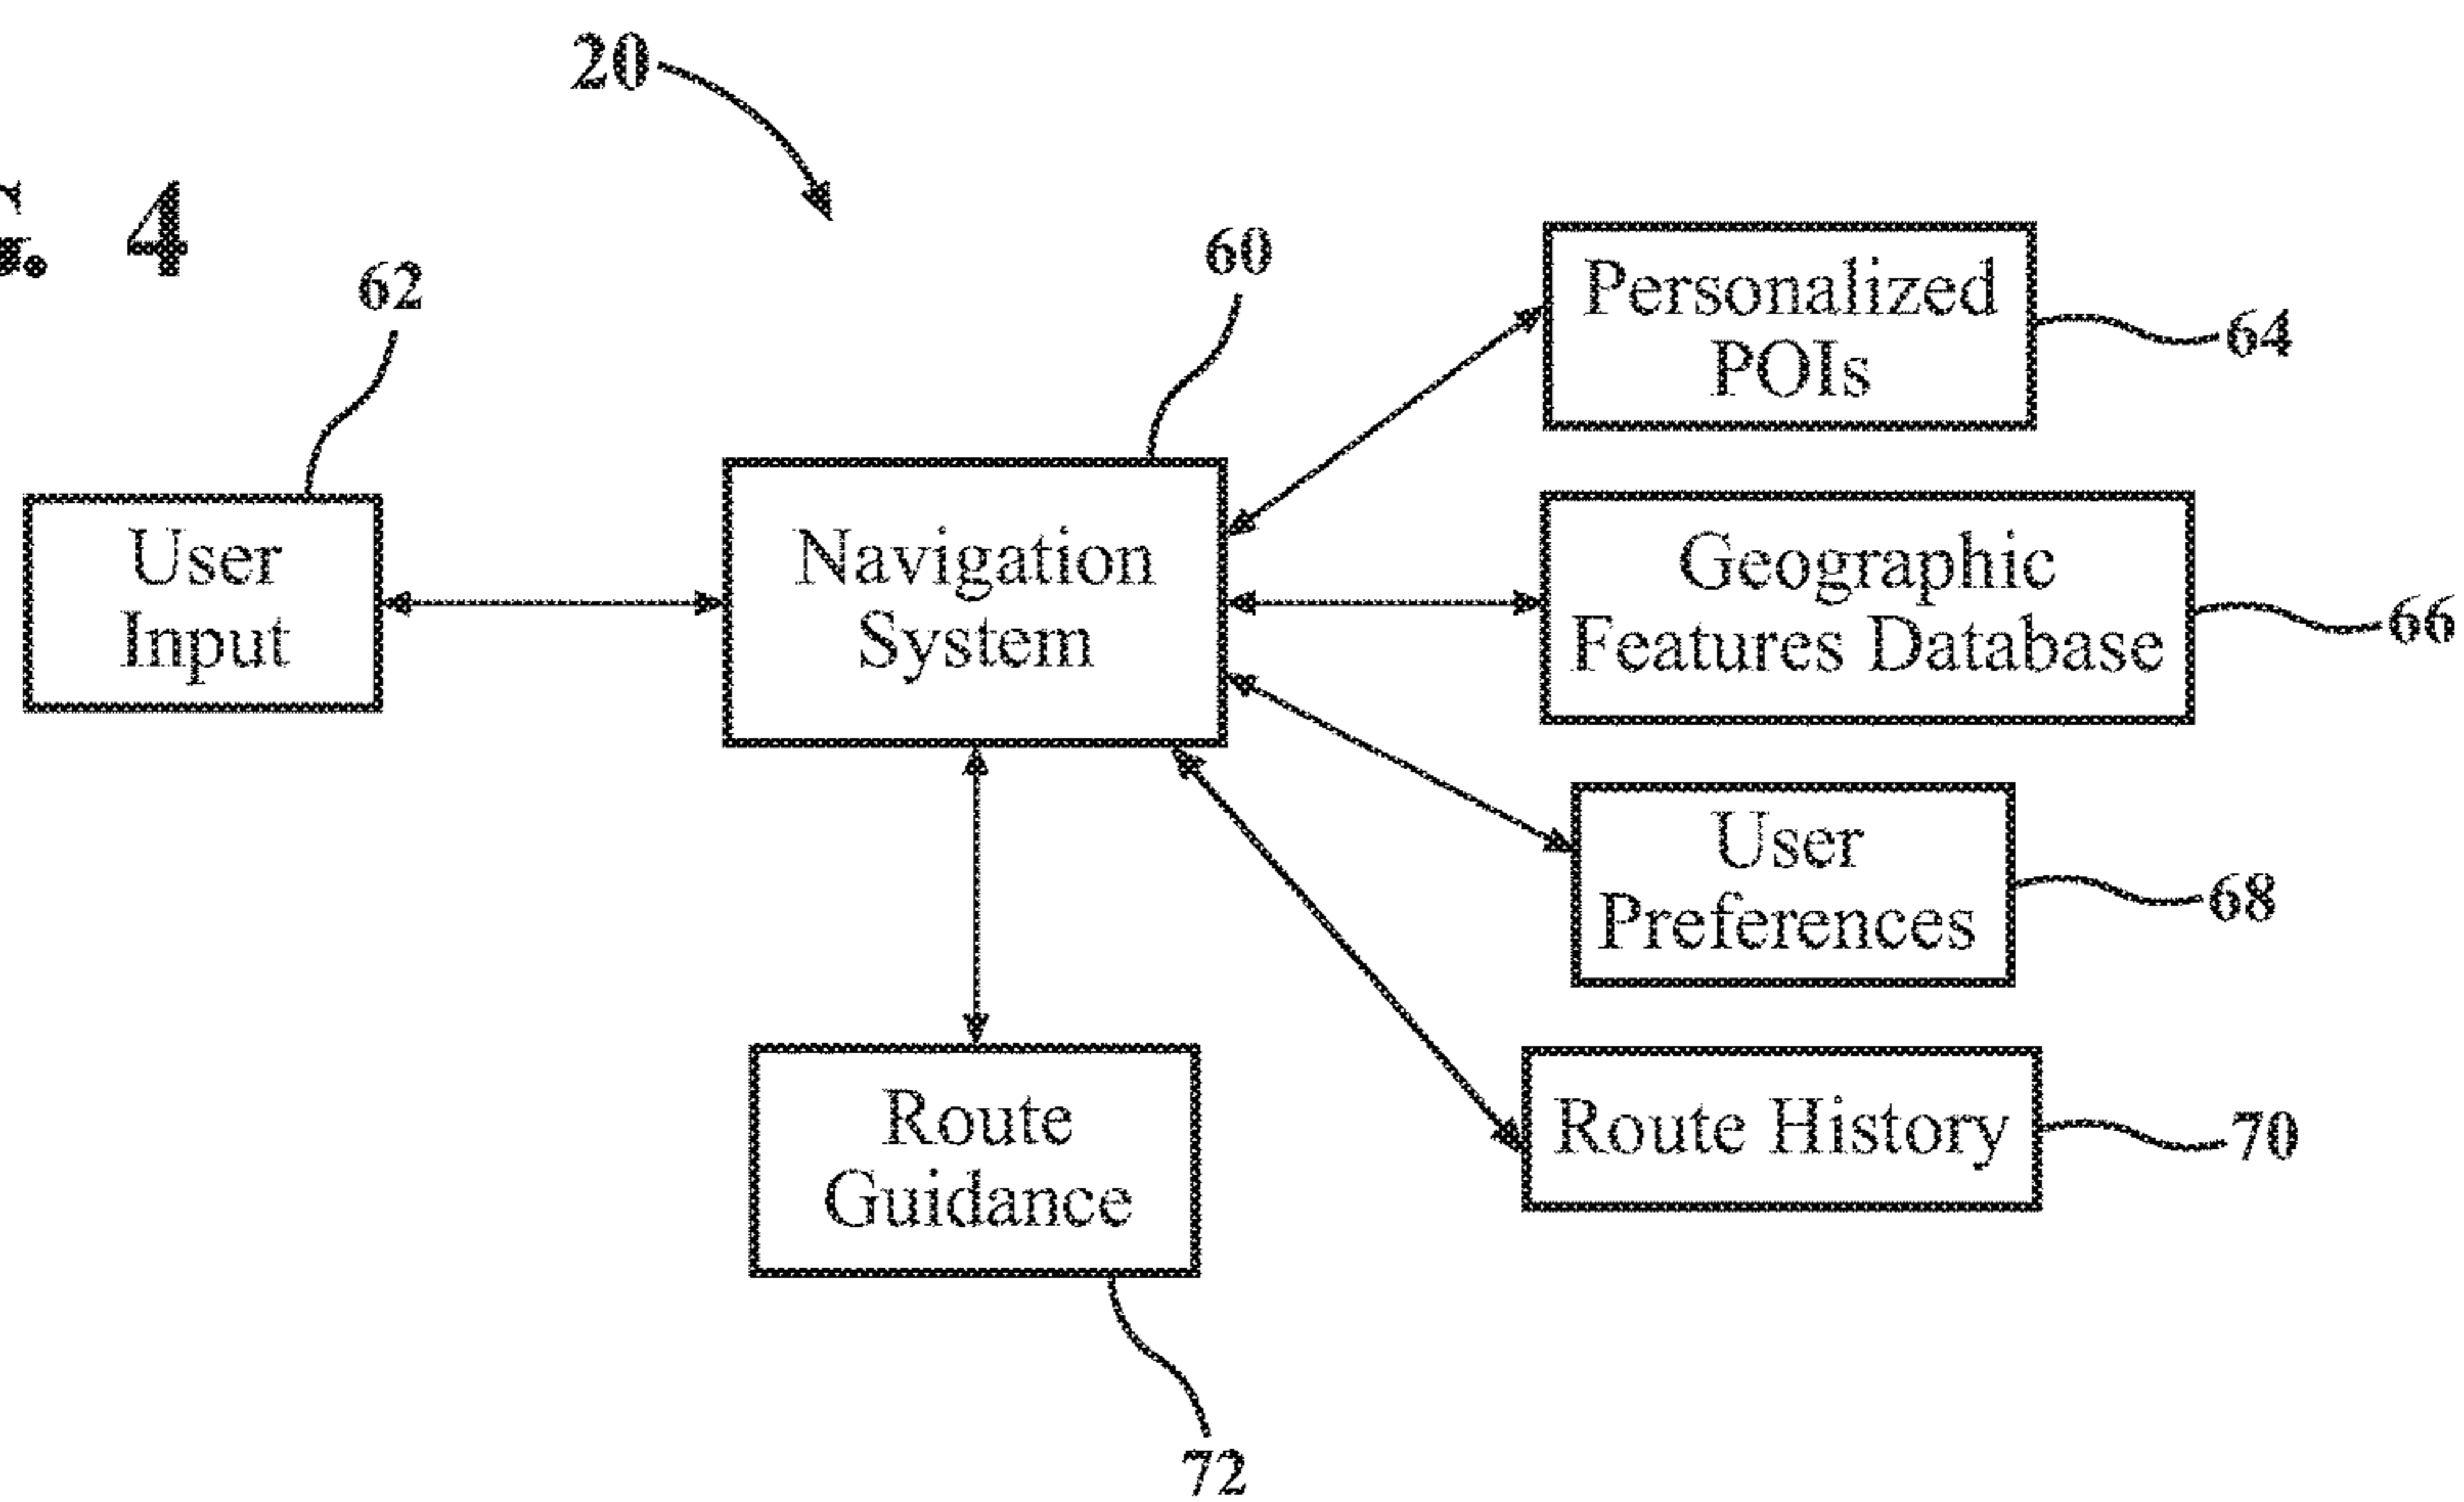 20
4
62
60
User
Input
Navigation
System
Personalized
POIs
64
Geographic
Features Database
66
User
Preferences
68
Route History
70
Route
Guidance
72